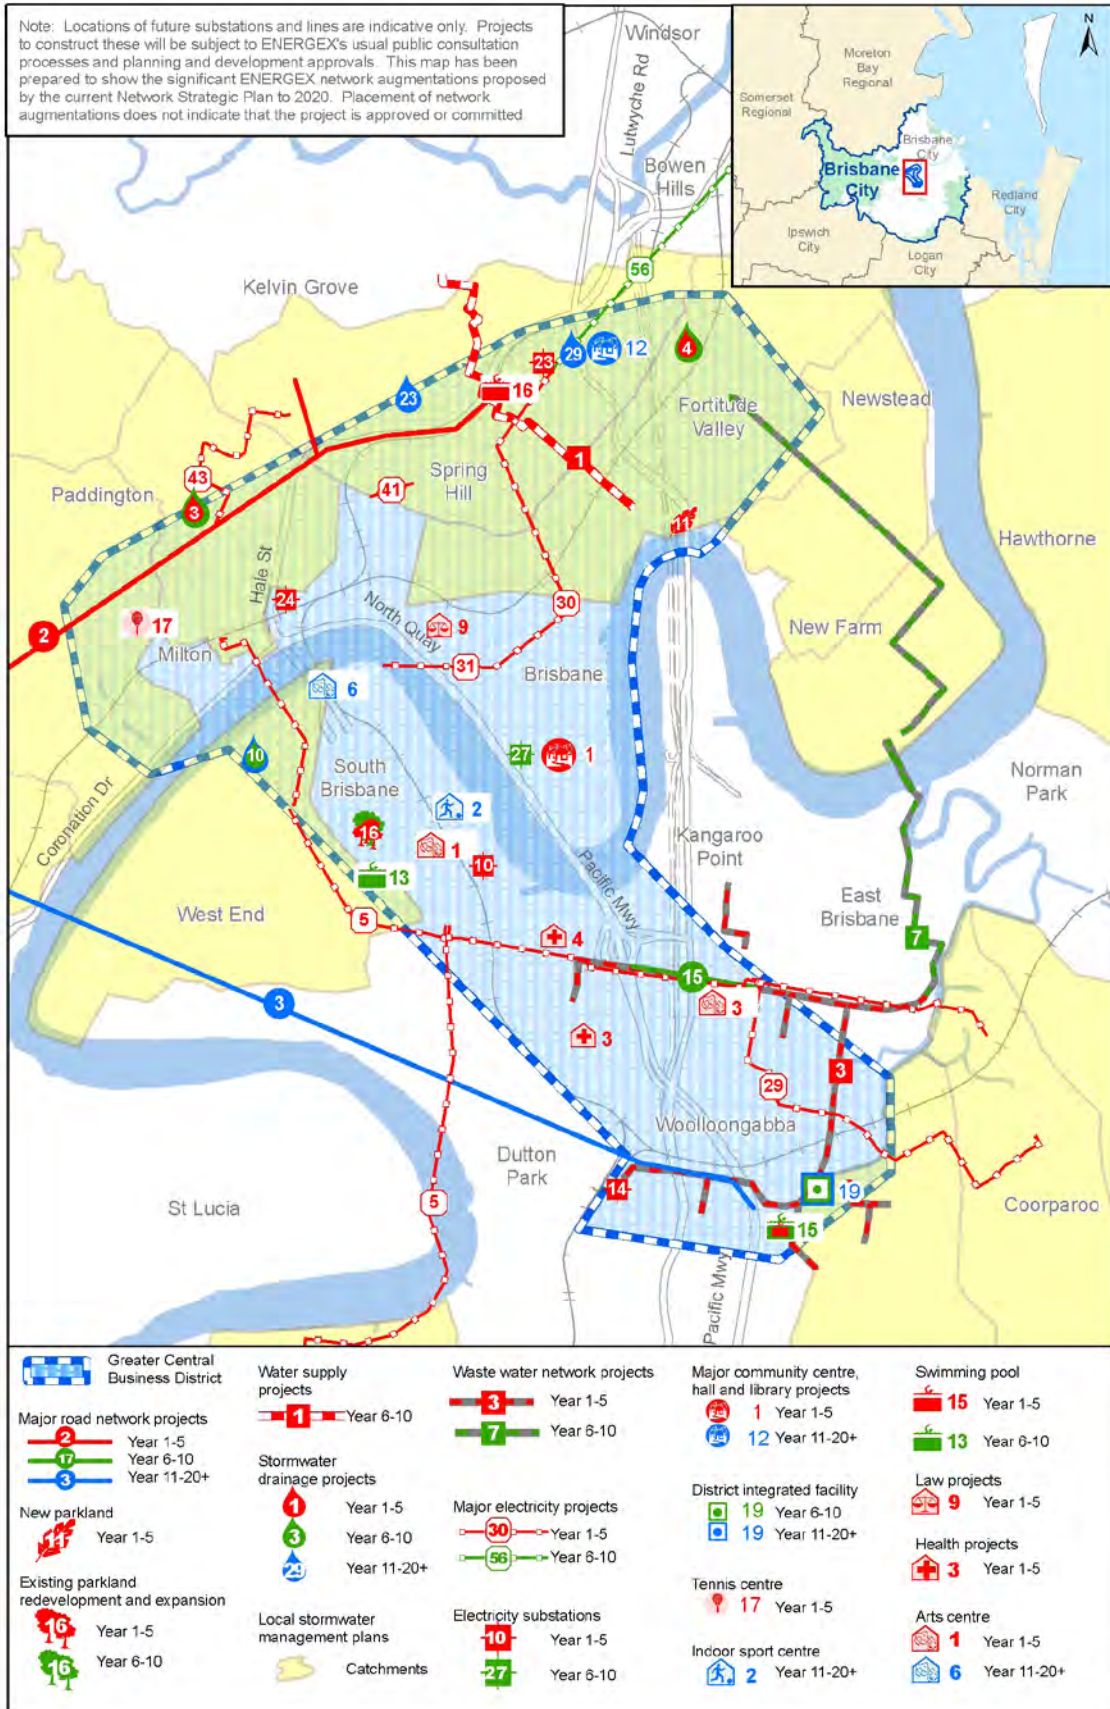 Note: Locations of future substations and lines are indicative only. Projects
to construct these will be subject to ENERGEX's usual public consultation
processes and planning and development approvals. This map has been
prepared to show the significant ENERGEX network augmentations proposed
by the current Network Strategic Plan to 2020. Placement of network
augmentations does not indicate that the project is approved or committed
Windsor
Lutwyche Rd
Bowen
Hills
N
Moreton
Bay
Regional
Somerset
Regional
Brisbane
City
Brisbane
City
Redland
City
Ipswich
City
Logan
City
Kelvin Grove
56
29
12
4
23
16
23
Fortitude
Valley
Newstead
43
Paddington
3
Spring
Hill
41
1
11
Hawthorne
Hale St
24
30
North Quay
9
New Farm
2
17
Milton
31
Brisbane
6
10
27
1
South
Brisbane
Norman
Park
Coronation Dr
2
16
1
10
13
Kangaroo
Point
Pacific Mwy
East
Brisbane
West End
5
4
7
15
3
3
3
3
29
Woolloongabba
Dutton
Park
14
19
St Lucia
5
15
Coorparoo
Pacific Mwy
Greater Central
Business District
Major road network projects
2 Year 1-5
17 Year 6-10
3 Year 11-20+
New parkland
11 Year 1-5
Existing parkland
redevelopment and expansion
16 Year 1-5
16 Year 6-10
Water supply
projects
1 Year 6-10
Stormwater
drainage projects
1 Year 1-5
3 Year 6-10
29 Year 11-20+
Local stormwater
management plans
Catchments
Waste water network projects
3 Year 1-5
7 Year 6-10
Major electricity projects
30 Year 1-5
56 Year 6-10
Electricity substations
10 Year 1-5
27 Year 6-10
Major community centre,
hall and library projects
1 Year 1-5
12 Year 11-20+
District integrated facility
19 Year 6-10
19 Year 11-20+
Tennis centre
17 Year 1-5
Indoor sport centre
2 Year 11-20+
Swimming pool
15 Year 1-5
13 Year 6-10
Law projects
9 Year 1-5
Health projects
3 Year 1-5
Arts centre
1 Year 1-5
6 Year 11-20+